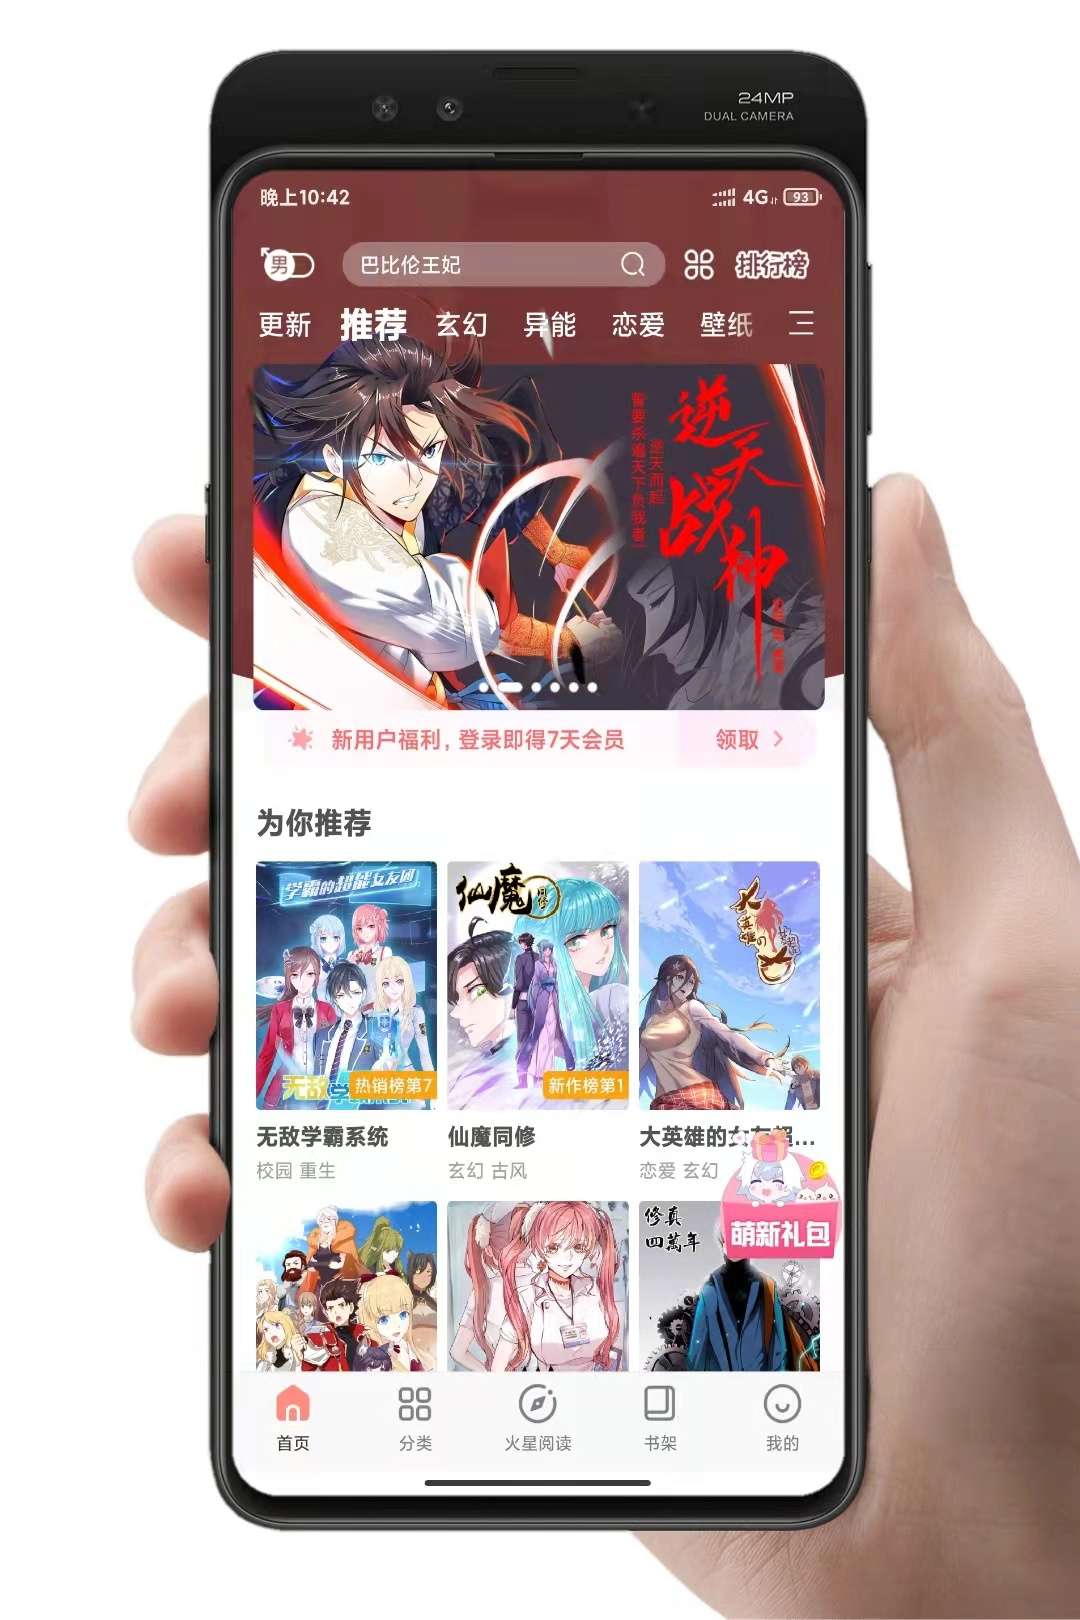 24MP
DUAL CAMERA
晚上10:42
4G
93
男
巴比伦王妃
排行榜
更新 推荐 玄幻 异能 恋爱 壁纸
逆天战神
逆天而起
誓要杀遍天下负我者
新用户福利，登录即得7天会员
领取
为你推荐
学霸的超能女友团
无敌学
热销榜第7
仙魔同修
新作榜第1
大英雄の
无敌学霸系统
仙魔同修
大英雄的女友超...
校园 重生
玄幻 古风
恋爱 玄幻
修真
四萬年
萌新礼包
首页
分类
火星阅读
书架
我的